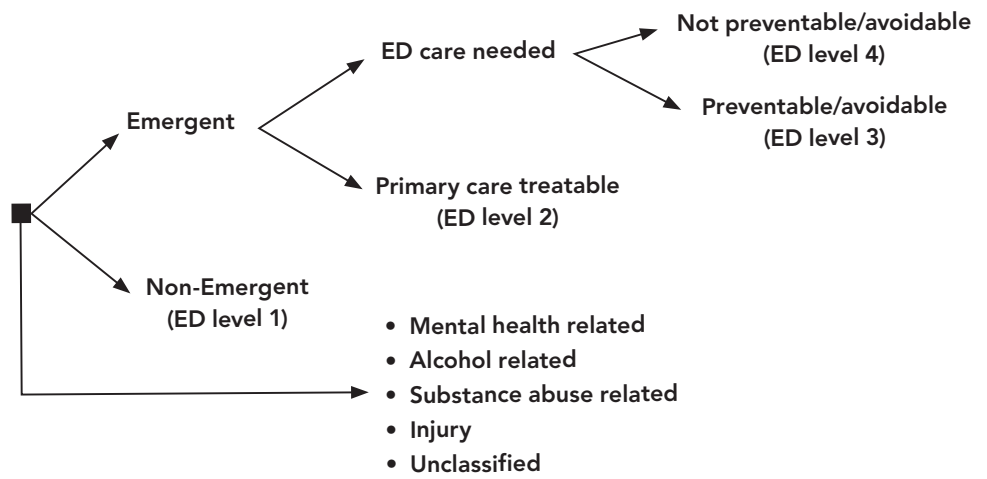 Not preventable/avoidable
(ED level 4)
ED care needed
Preventable/avoidable
(ED level 3)
Emergent
Primary care treatable
(ED level 2)
Non-Emergent
(ED level 1)
• Mental health related
• Alcohol related
• Substance abuse related
• Injury
• Unclassified